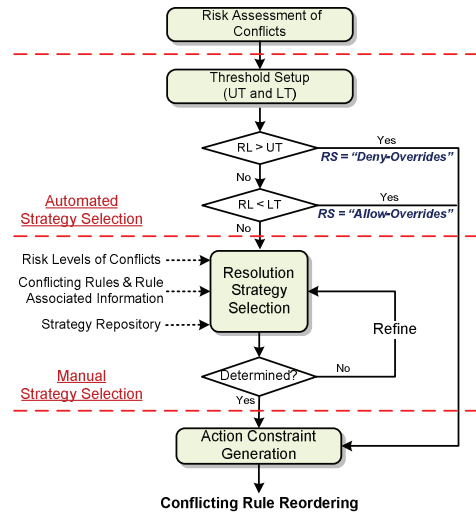 Risk Assessment of
Conflicts
Threshold Setup
(UT and LT)
RL > UT
Yes
RS = "Deny-Overrides"
No
RL < LT
Yes
RS = "Allow-Overrides"
No
Automated
Strategy Selection
Risk Levels of Conflicts
Conflicting Rules & Rule
Associated Information
Strategy Repository
Resolution
Strategy
Selection
Refine
Determined?
No
Yes
Manual
Strategy Selection
Action Constraint
Generation
Conflicting Rule Reordering